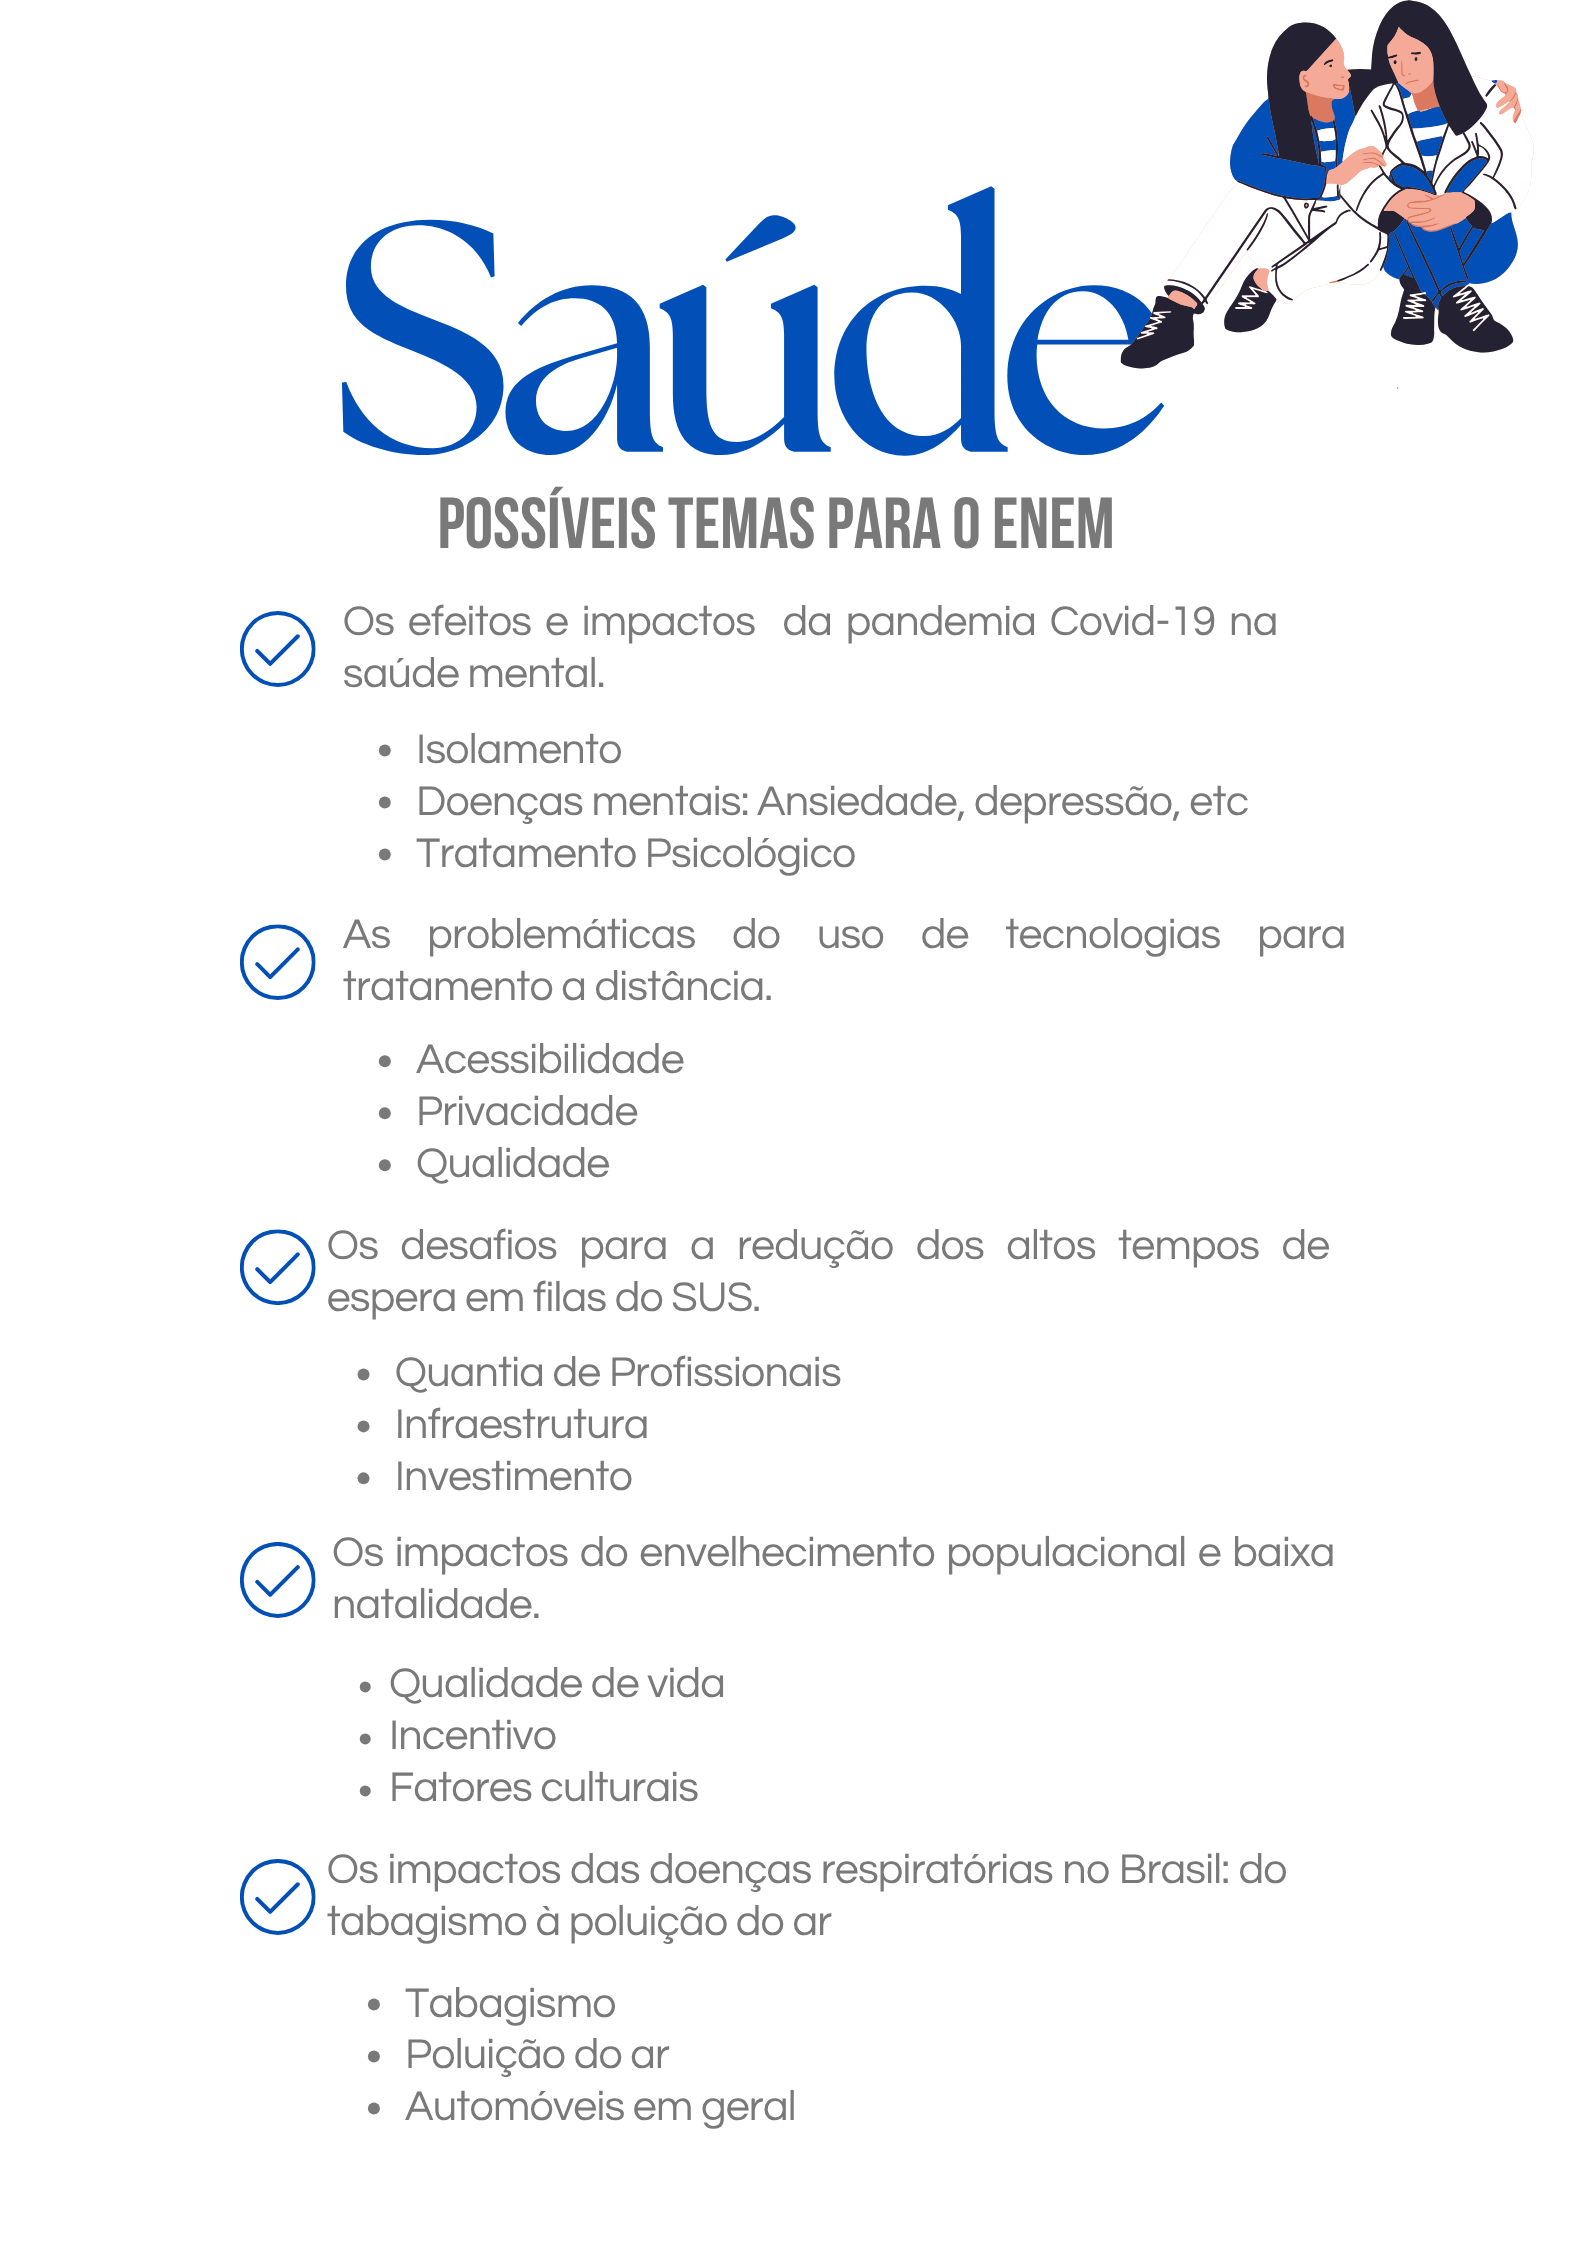 Saúde
POSSÍVEIS TEMAS PARA O ENEM
Os efeitos e impactos da pandemia Covid-19 na
saúde mental.
• Isolamento
• Doenças mentais: Ansiedade, depressão, etc
• Tratamento Psicológico
As problemáticas do uso de tecnologias para
tratamento a distância.
• Acessibilidade
• Privacidade
• Qualidade
Os desafios para a redução dos altos tempos de
espera em filas do SUS.
• Quantia de Profissionais
• Infraestrutura
• Investimento
Os impactos do envelhecimento populacional e baixa
natalidade.
• Qualidade de vida
• Incentivo
• Fatores culturais
Os impactos das doenças respiratórias no Brasil: do
tabagismo à poluição do ar
• Tabagismo
• Poluição do ar
• Automóveis em geral